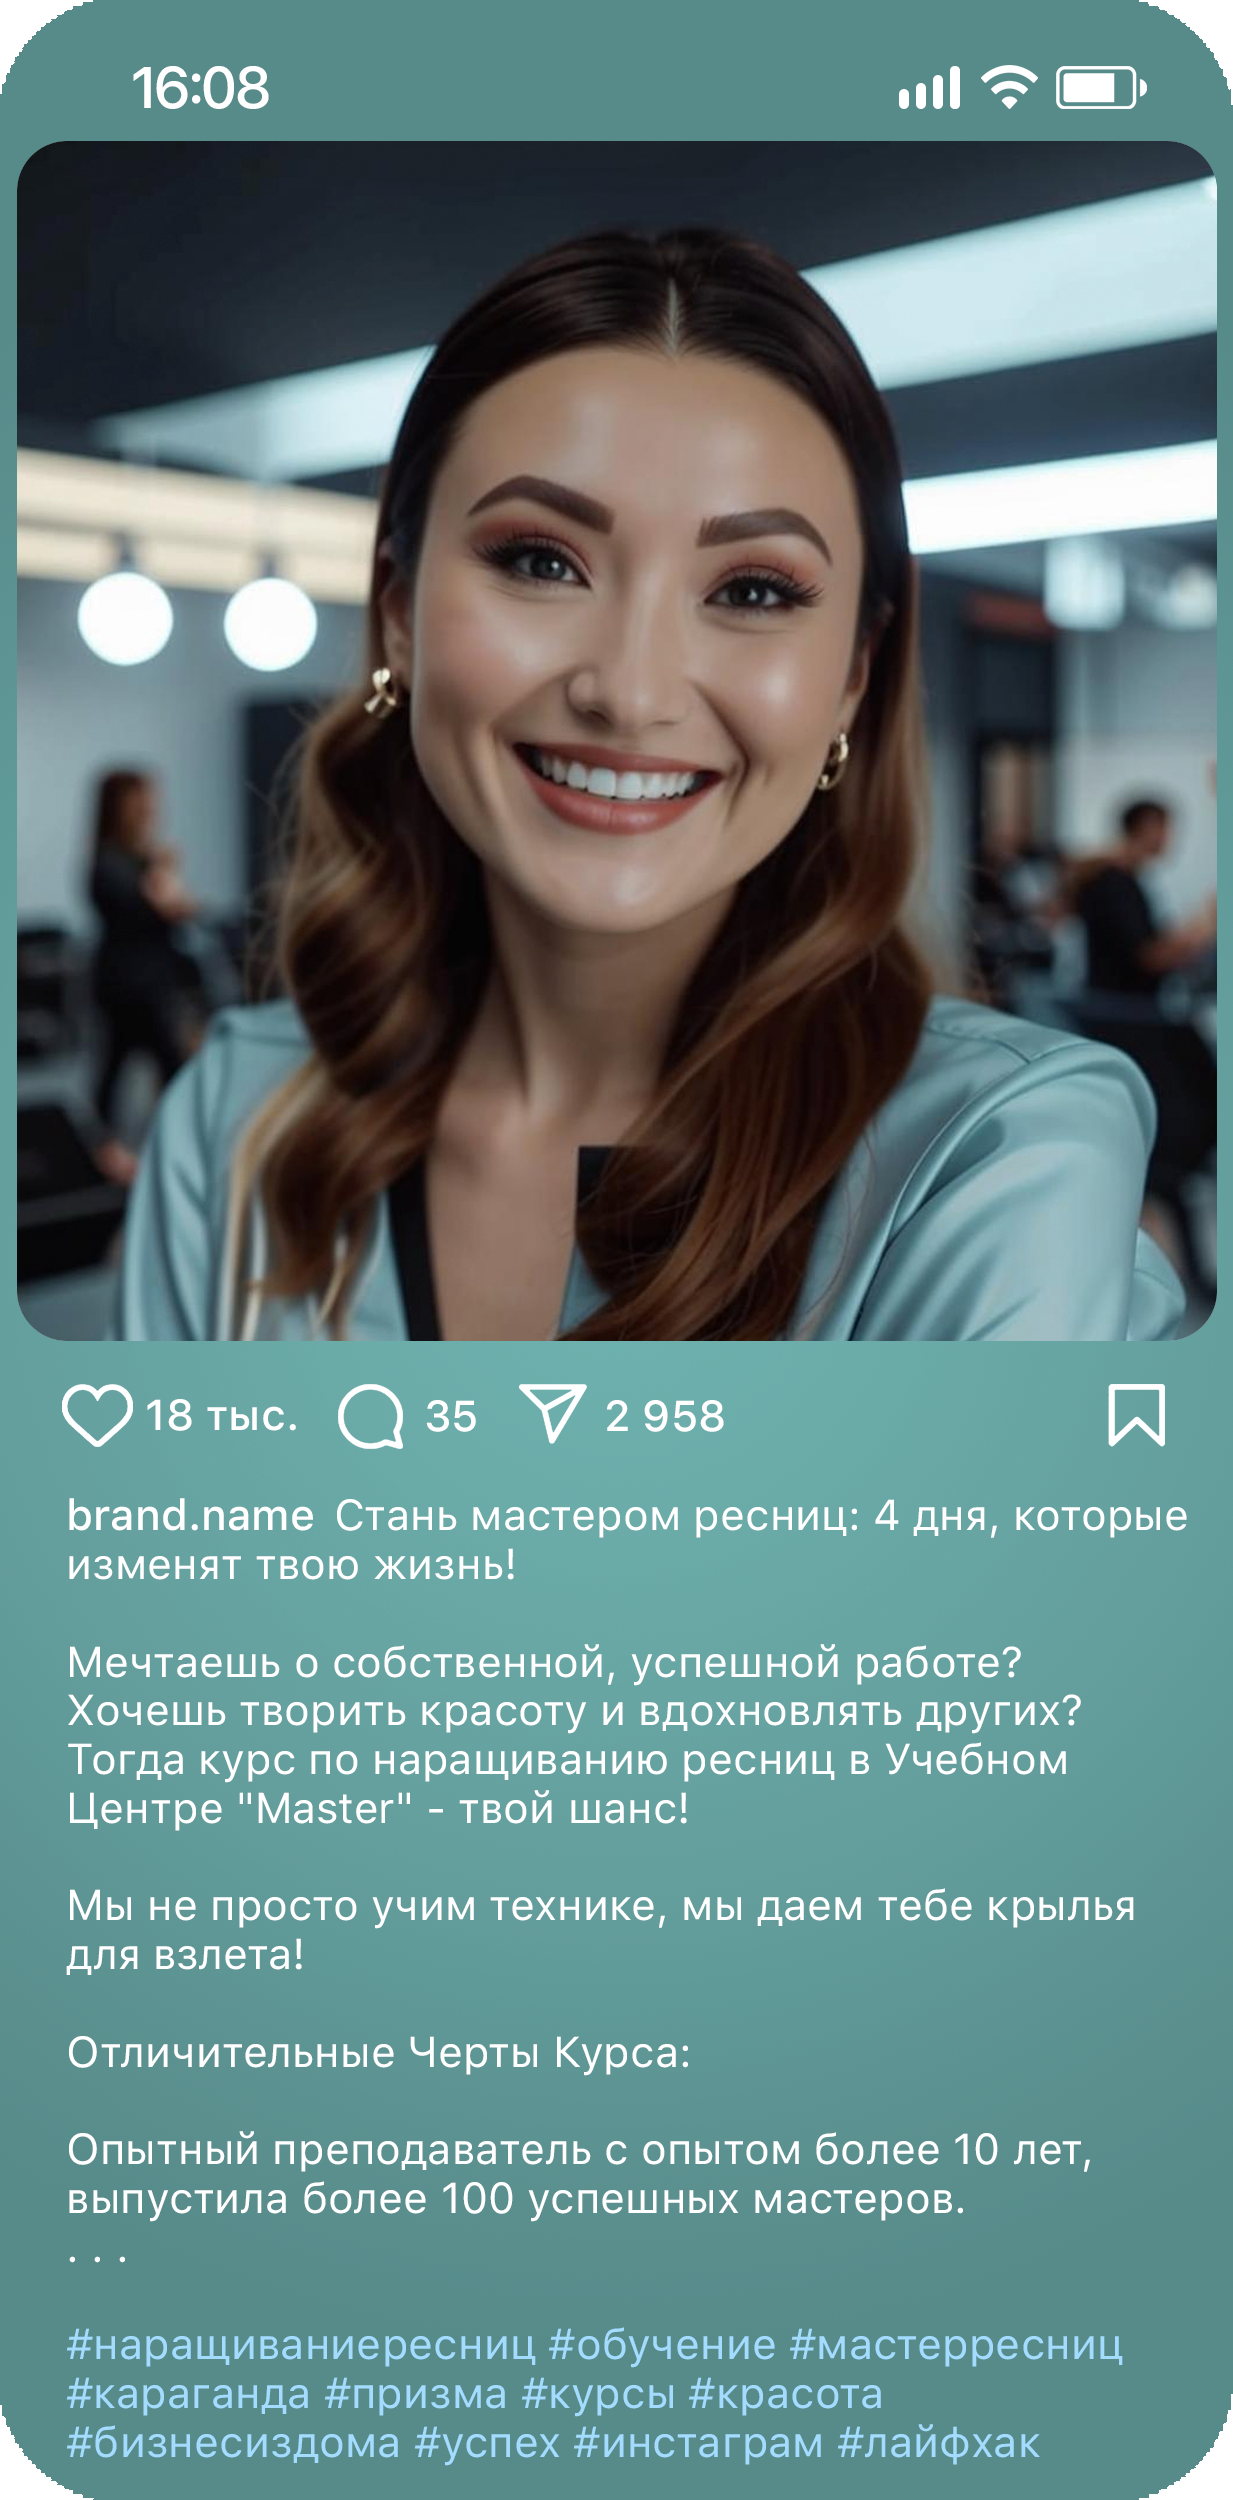 16:08
18 тыс. 35 2 958
brand.name Стань мастером ресниц: 4 дня, которые
изменят твою жизнь!
Мечтаешь о собственной, успешной работе?
Хочешь творить красоту и вдохновлять других?
Тогда курс по наращиванию ресниц в Учебном
Центре "Master" - твой шанс!
Мы не просто учим технике, мы даем тебе крылья
для взлета!
Отличительные Черты Курса:
Опытный преподаватель с опытом более 10 лет,
выпустила более 100 успешных мастеров.
. . .
#наращиваниересниц #обучение #мастерресниц
#караганда #призма #курсы #красота
#бизнесиздома #успех #инстаграм #лайфхак